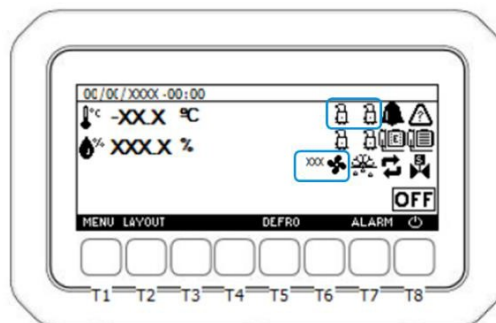 00/00/XXXX -00:00
°c -XX.X ºC
% XXX.X %
XXX
OFF
MENU LAYOUT DEFRO ALARM
T1 T2 T3 T4 T5 T6 T7 T8